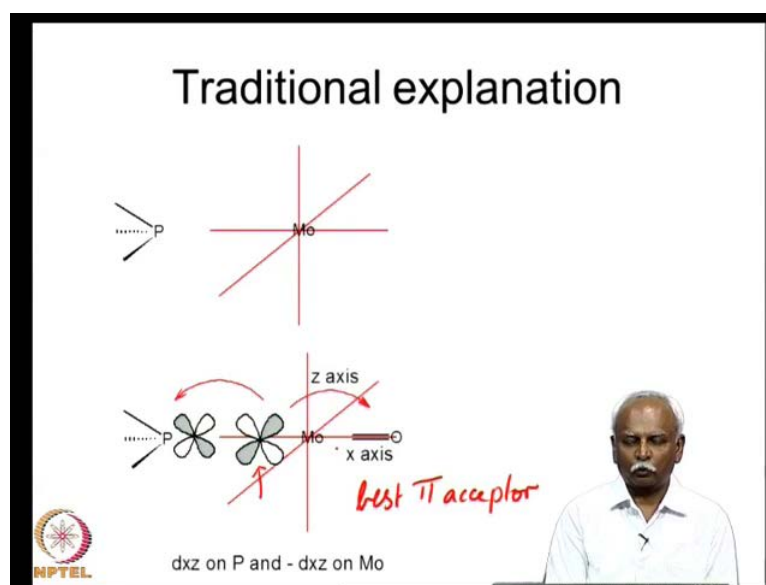 Traditional explanation
P
Mo
z axis
P
Mo
O
x axis
best π acceptor
dxz on P and - dxz on Mo
NPTEL